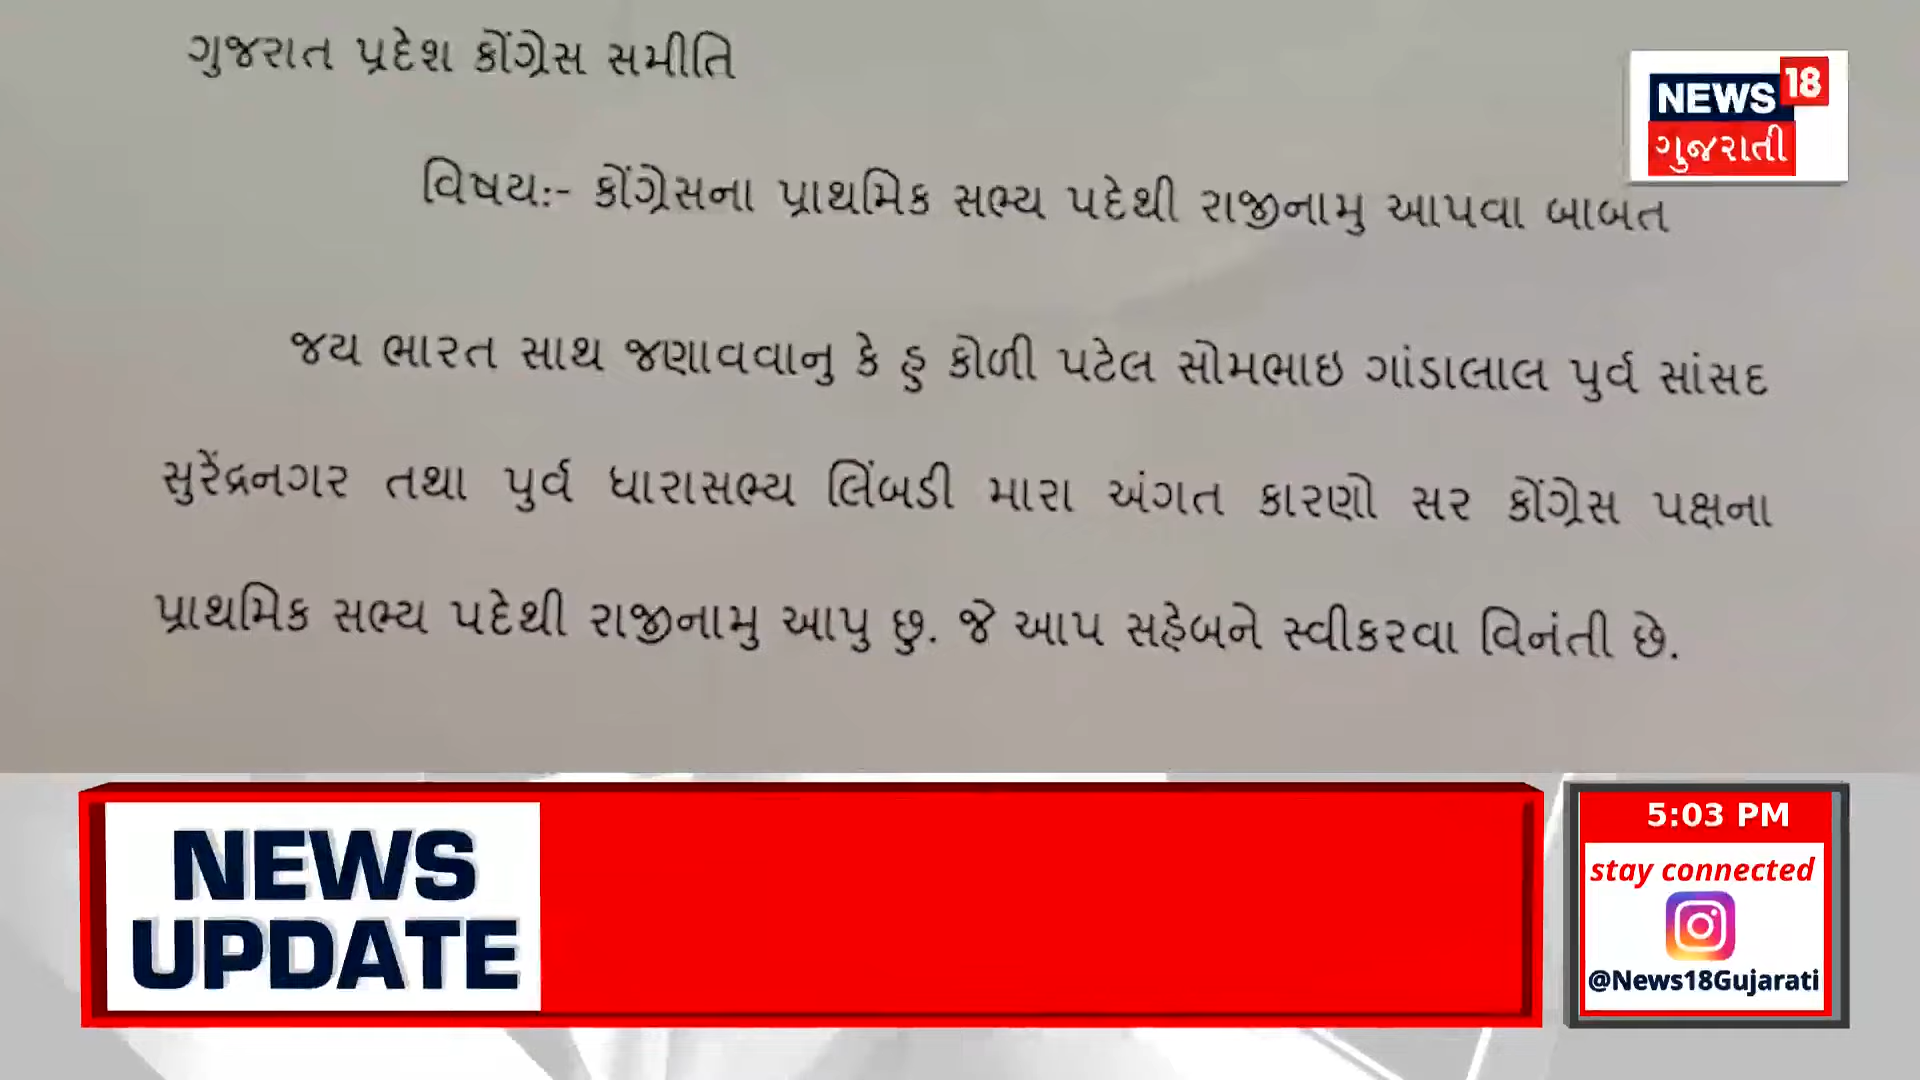 ગુજરાત પ્રદેશ કોંગ્રેસ સમીતિ
NEWS 18
ગુજરાતી
વિષય:- કોંગ્રેસના પ્રાથમિક સભ્ય પદેથી રાજીનામુ આપવા બાબત
જય ભારત સાથ જણાવવાનુ કે હુ કોળી પટેલ સોમભાઇ ગાંડાલાલ પુર્વ સાંસદ
સુરેંદ્રનગર તથા પુર્વ ધારાસભ્ય લિંબડી મારા અંગત કારણો સર કોંગ્રેસ પક્ષના
પ્રાથમિક સભ્ય પદેથી રાજીનામુ આપુ છુ. જે આપ સહેબને સ્વીકરવા વિનંતી છે.
NEWS
UPDATE
5:03 PM
stay connected
@News18Gujarati